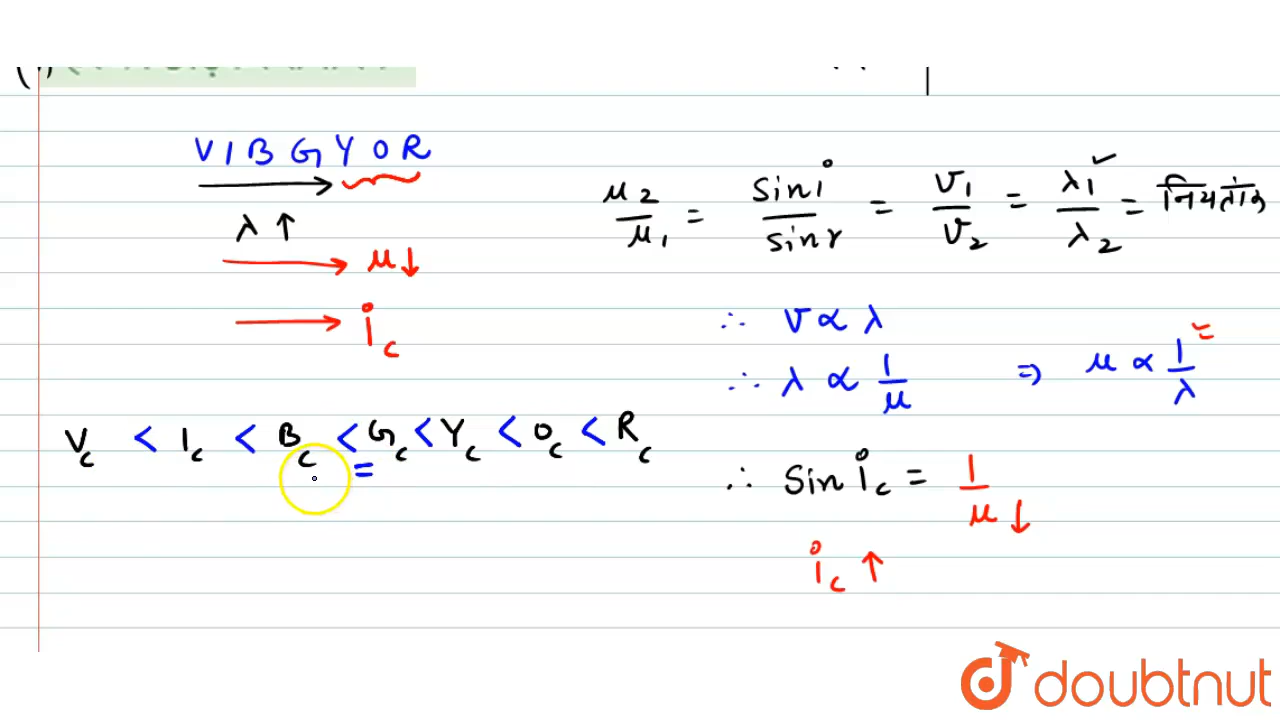 VIBGYOR
λ ↑
→ μ↓
→ i_c
V_c < I_c < B_c < G_c < Y_c < O_c < R_c
=
μ2/μ1 = sin i/sin r = v1/v2 = λ1/λ2 = नियतांक
∴ v ∝ λ
∴ λ ∝ 1/μ ⇒ μ ∝ 1/λ
∴ Sin i_c = 1/μ ↓
i_c ↑
doubtnut